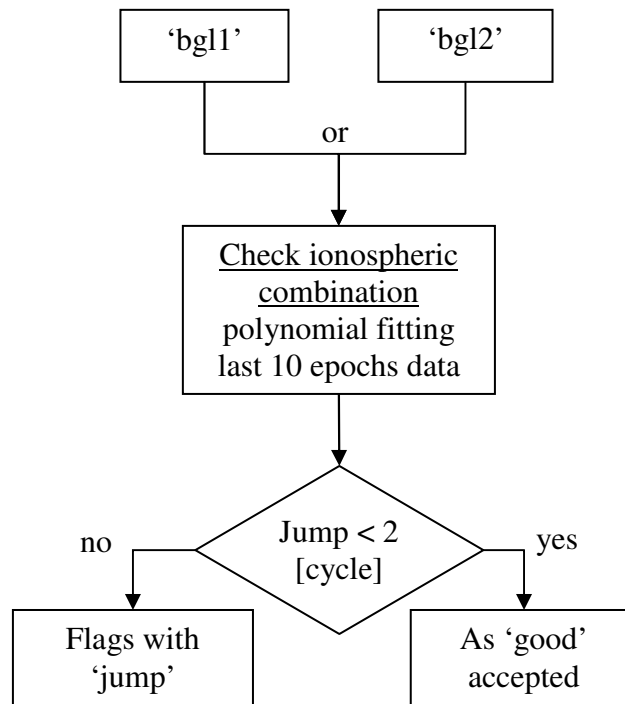 ‘bgl1’
‘bgl2’
or
Check ionospheric
combination
polynomial fitting
last 10 epochs data
Jump < 2
[cycle]
no
yes
Flags with
‘jump’
As ‘good’
accepted